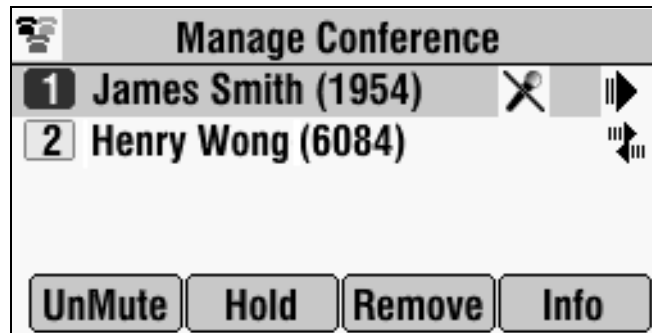 Manage Conference
1 James Smith (1954)
2 Henry Wong (6084)
UnMute Hold Remove Info